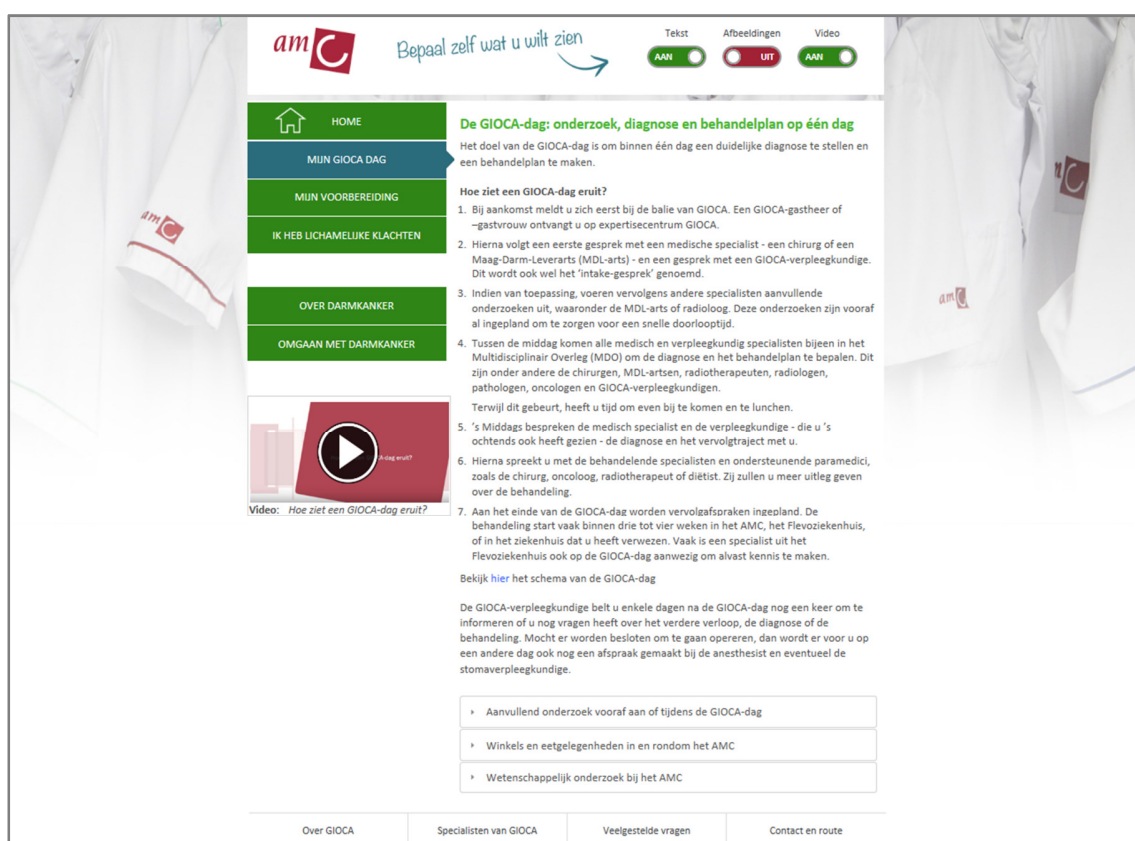 amC
Bepaal zelf wat u wilt zien
Tekst
Afbeeldingen
Video
AAN
UIT
AAN
HOME
MIJN GIOCA DAG
MIJN VOORBEREIDING
IK HEB LICHAMELIJKE KLACHTEN
OVER DARMKANKER
OMGAAN MET DARMKANKER
Video: Hoe ziet een GIOCA-dag eruit?
De GIOCA-dag: onderzoek, diagnose en behandelplan op één dag
Het doel van de GIOCA-dag is om binnen één dag een duidelijke diagnose te stellen en
een behandelplan te maken.
Hoe ziet een GIOCA-dag eruit?
1. Bij aankomst meldt u zich eerst bij de balie van GIOCA. Een GIOCA-gastheer of
–gastvrouw ontvangt u op expertisecentrum GIOCA.
2. Hierna volgt een eerste gesprek met een medische specialist - een chirurg of een
Maag-Darm-Leverarts (MDL-arts) - en een gesprek met een GIOCA-verpleegkundige.
Dit wordt ook wel het ‘intake-gesprek’ genoemd.
3. Indien van toepassing, voeren vervolgens andere specialisten aanvullende
onderzoeken uit, waaronder de MDL-arts of radioloog. Deze onderzoeken zijn vooraf
al ingepland om te zorgen voor een snelle doorlooptijd.
4. Tussen de middag komen alle medisch en verpleegkundig specialisten bijeen in het
Multidisciplinair Overleg (MDO) om de diagnose en het behandelplan te bepalen. Dit
zijn onder andere de chirurgen, MDL-artsen, radiotherapeuten, radiologen,
pathologen, oncologen en GIOCA-verpleegkundigen.
Terwijl dit gebeurt, heeft u tijd om even bij te komen en te lunchen.
5. ’s Middags bespreken de medisch specialist en de verpleegkundige - die u ’s
ochtends ook heeft gezien - de diagnose en het vervolgtraject met u.
6. Hierna spreekt u met de behandelende specialisten en ondersteunende paramedici,
zoals de chirurg, oncoloog, radiotherapeut of diëtist. Zij zullen u meer uitleg geven
over de behandeling.
7. Aan het einde van de GIOCA-dag worden vervolgafspraken ingepland. De
behandeling start vaak binnen drie tot vier weken in het AMC, het Flevoziekenhuis,
of in het ziekenhuis dat u heeft verwezen. Vaak is een specialist uit het
Flevoziekenhuis ook op de GIOCA-dag aanwezig om alvast kennis te maken.
Bekijk hier het schema van de GIOCA-dag
De GIOCA-verpleegkundige belt u enkele dagen na de GIOCA-dag nog een keer om te
informeren of u nog vragen heeft over het verdere verloop, de diagnose of de
behandeling. Mocht er worden besloten om te gaan opereren, dan wordt er voor u op
een andere dag ook nog een afspraak gemaakt bij de anesthesist en eventueel de
stomaverpleegkundige.
Aanvullend onderzoek vooraf aan of tijdens de GIOCA-dag
Winkels en eetgelegenheden in en rondom het AMC
Wetenschappelijk onderzoek bij het AMC
Over GIOCA
Specialisten van GIOCA
Veelgestelde vragen
Contact en route
amC
amC